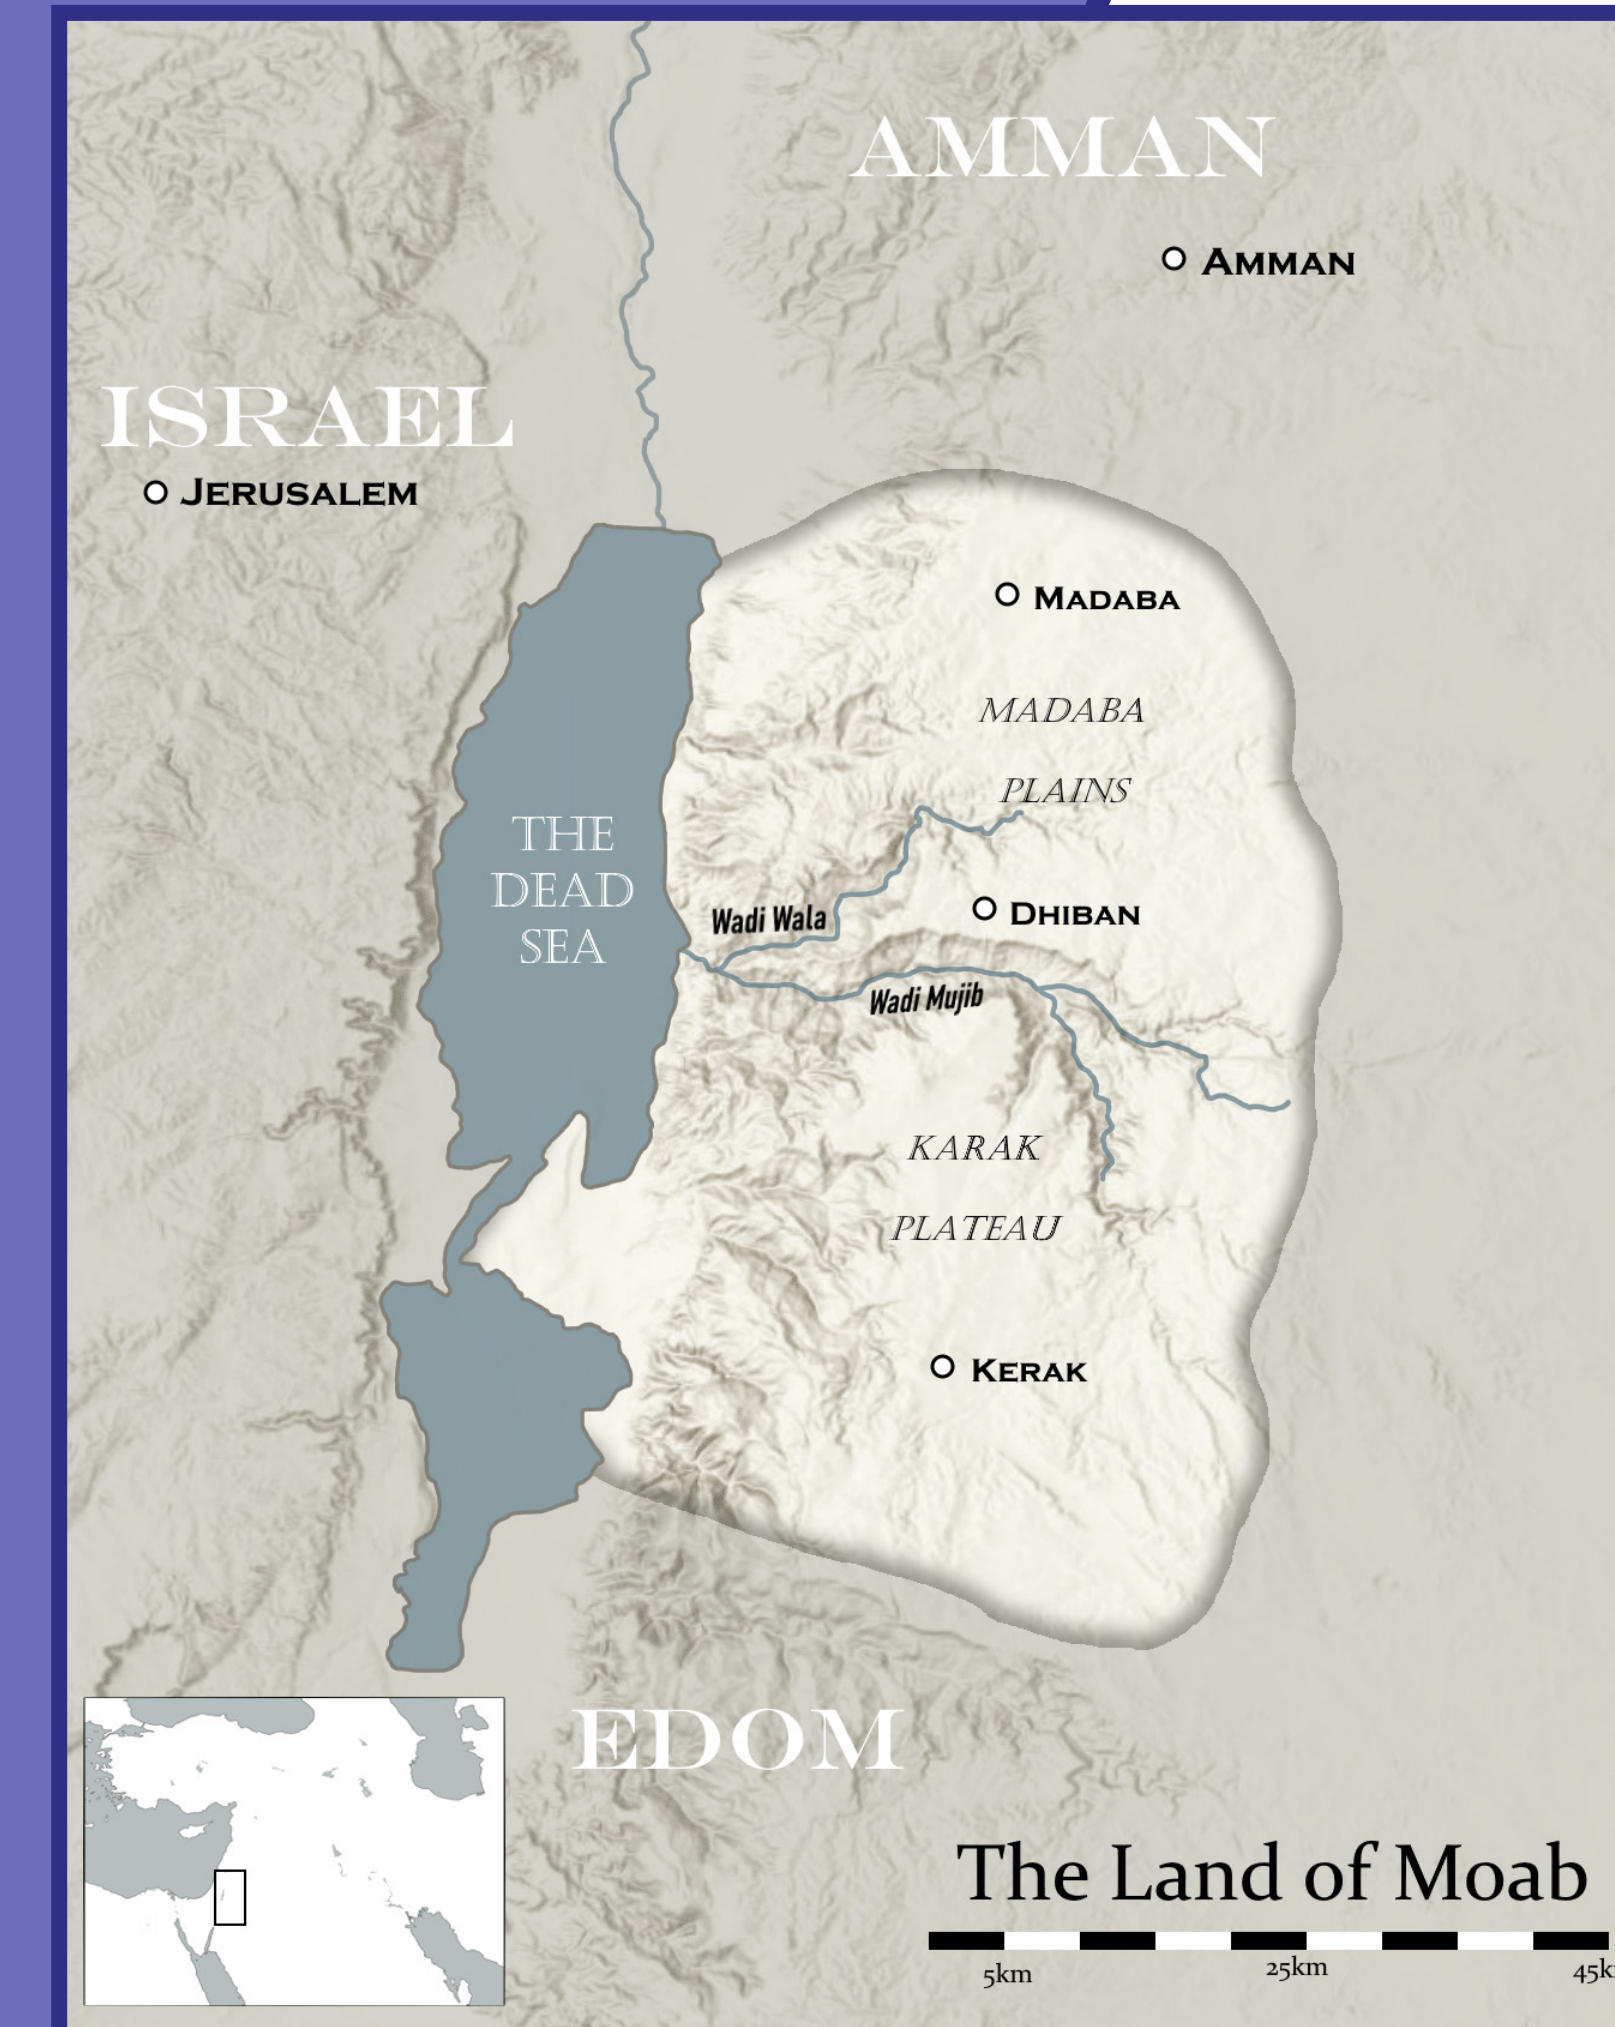 AMMAN
AMMAN
ISRAEL
JERUSALEM
MADABA
MADABA
PLAINS
THE
DEAD
SEA
Wadi Wala
DHIBAN
Wadi Mujib
KARAK
PLATEAU
KERAK
EDOM
The Land of Moab
5km
25km
45k